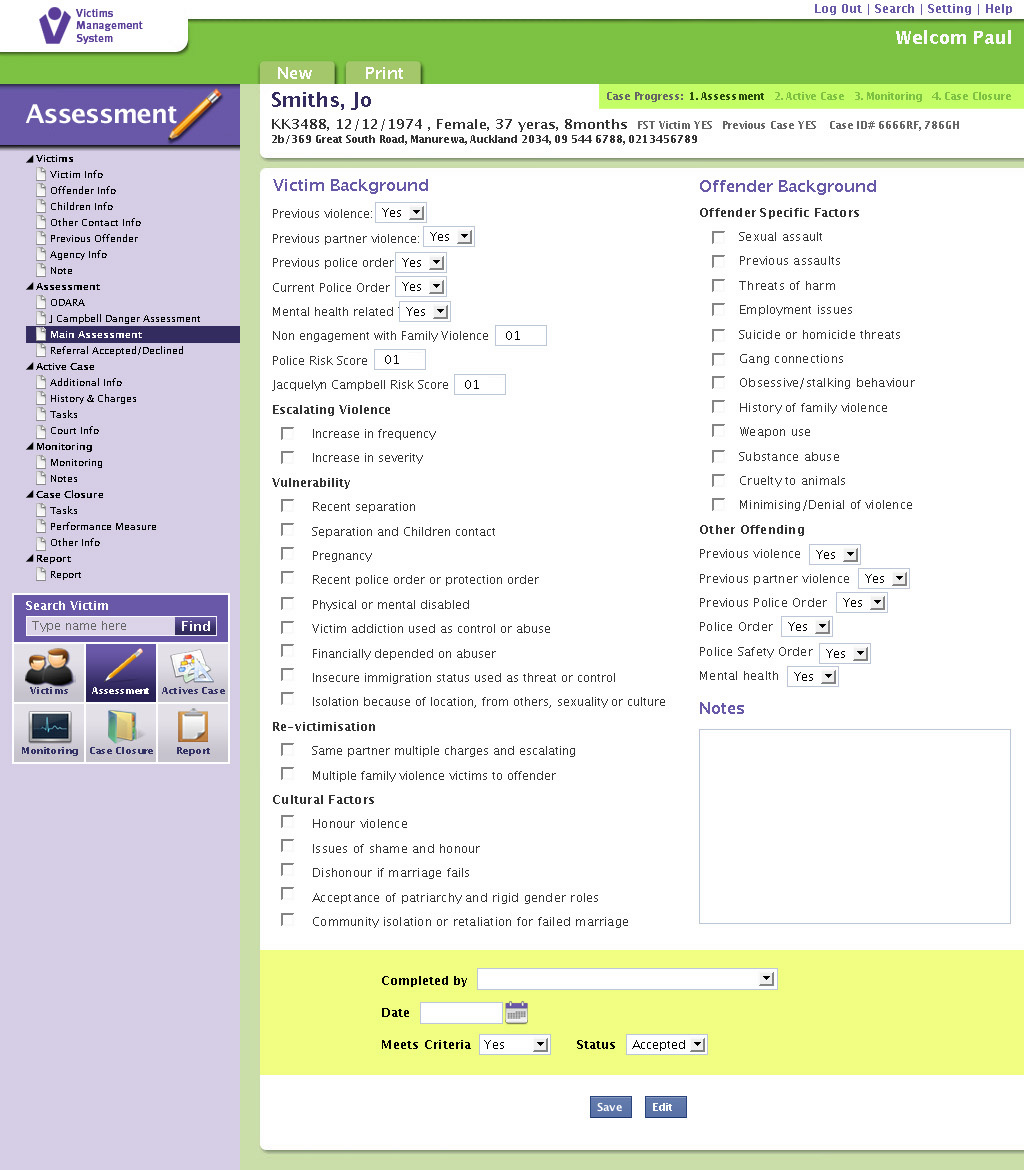 Victims
Management
System
Log Out | Search | Setting | Help
Welcom Paul
New Print
Assessment
Smiths, Jo
Case Progress: 1. Assessment 2. Active Case 3. Monitoring 4. Case Closure
KK3488, 12/12/1974 , Female, 37 yeras, 8months FST Victim YES Previous Case YES Case ID# 6666RF, 786GH
2b/369 Great South Road, Manurewa, Auckland 2034, 09 544 6788, 0213456789
Victims
Victim Info
Offender Info
Children Info
Other Contact Info
Previous Offender
Agency Info
Note
Assessment
ODARA
J Campbell Danger Assessment
Main Assessment
Referral Accepted/Declined
Active Case
Additional Info
History & Charges
Tasks
Court Info
Monitoring
Monitoring
Notes
Case Closure
Tasks
Performance Measure
Other Info
Report
Report
Search Victim
Type name here Find
Victims Assessment Actives Case
Monitoring Case Closure Report
Victim Background
Previous violence: Yes
Previous partner violence: Yes
Previous police order Yes
Current Police Order Yes
Mental health related Yes
Non engagement with Family Violence 01
Police Risk Score 01
Jacquelyn Campbell Risk Score 01
Escalating Violence
Increase in frequency
Increase in severity
Vulnerability
Recent separation
Separation and Children contact
Pregnancy
Recent police order or protection order
Physical or mental disabled
Victim addiction used as control or abuse
Financially depended on abuser
Insecure immigration status used as threat or control
Isolation because of location, from others, sexuality or culture
Re-victimisation
Same partner multiple charges and escalating
Multiple family violence victims to offender
Cultural Factors
Honour violence
Issues of shame and honour
Dishonour if marriage fails
Acceptance of patriarchy and rigid gender roles
Community isolation or retaliation for failed marriage
Offender Background
Offender Specific Factors
Sexual assault
Previous assaults
Threats of harm
Employment issues
Suicide or homicide threats
Gang connections
Obsessive/stalking behaviour
History of family violence
Weapon use
Substance abuse
Cruelty to animals
Minimising/Denial of violence
Other Offending
Previous violence Yes
Previous partner violence Yes
Previous Police Order Yes
Police Order Yes
Police Safety Order Yes
Mental health Yes
Notes
Completed by
Date
Meets Criteria Yes Status Accepted
Save Edit